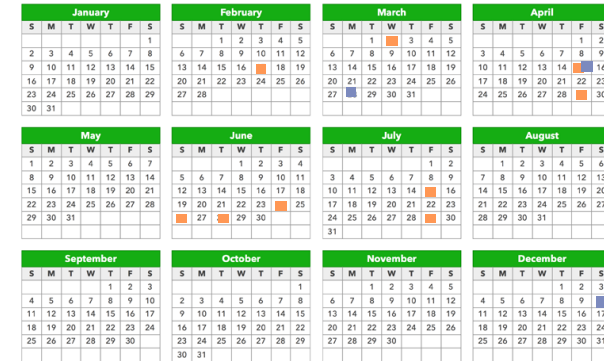 January
S M T W T F S
1
2 3 4 5 6 7 8
9 10 11 12 13 14 15
16 17 18 19 20 21 22
23 24 25 26 27 28 29
30 31
February
S M T W T F S
1 2 3 4 5
6 7 8 9 10 11 12
13 14 15 16 18 19
20 21 22 23 24 25 26
27 28
March
S M T W T F S
1 3 4 5
6 7 8 9 10 11 12
13 14 15 16 17 18 19
20 21 22 23 24 25 26
27 29 30 31
April
S M T W T F S
1 2
3 4 5 6 7 8 9
10 11 12 13 14 16
17 18 19 20 21 22 23
24 25 26 27 28 30
May
S M T W T F S
1 2 3 4 5 6 7
8 9 10 11 12 13 14
15 16 17 18 19 20 21
22 23 24 25 26 27 28
29 30 31
June
S M T W T F S
1 2 3 4
5 6 7 8 9 10 11
12 13 14 15 16 17 18
19 20 21 22 23 25
27 29 30
July
S M T W T F S
1 2
3 4 5 6 7 8 9
10 11 12 13 14 16
17 18 19 20 21 22 23
24 25 26 27 28 30
31
August
S M T W T F S
1 2 3 4 5 6
7 8 9 10 11 12 13
14 15 16 17 18 19 20
21 22 23 24 25 26 27
28 29 30 31
September
S M T W T F S
1 2 3
4 5 6 7 8 9 10
11 12 13 14 15 16 17
18 19 20 21 22 23 24
25 26 27 28 29 30
October
S M T W T F S
1
2 3 4 5 6 7 8
9 10 11 12 13 14 15
16 17 18 19 20 21 22
23 24 25 26 27 28 29
30 31
November
S M T W T F S
1 2 3 4 5
6 7 8 9 10 11 12
13 14 15 16 17 18 19
20 21 22 23 24 25 26
27 28 29 30
December
S M T W T F S
1 2 3
4 5 6 7 8 9
11 12 13 14 15 16 17
18 19 20 21 22 23 24
25 26 27 28 29 30 31